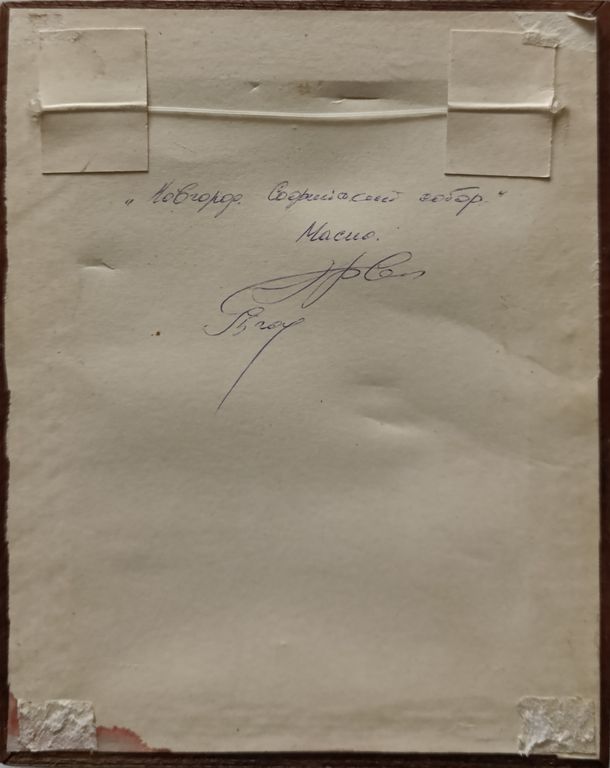 „Новгород. Софийский собор."
Масло.